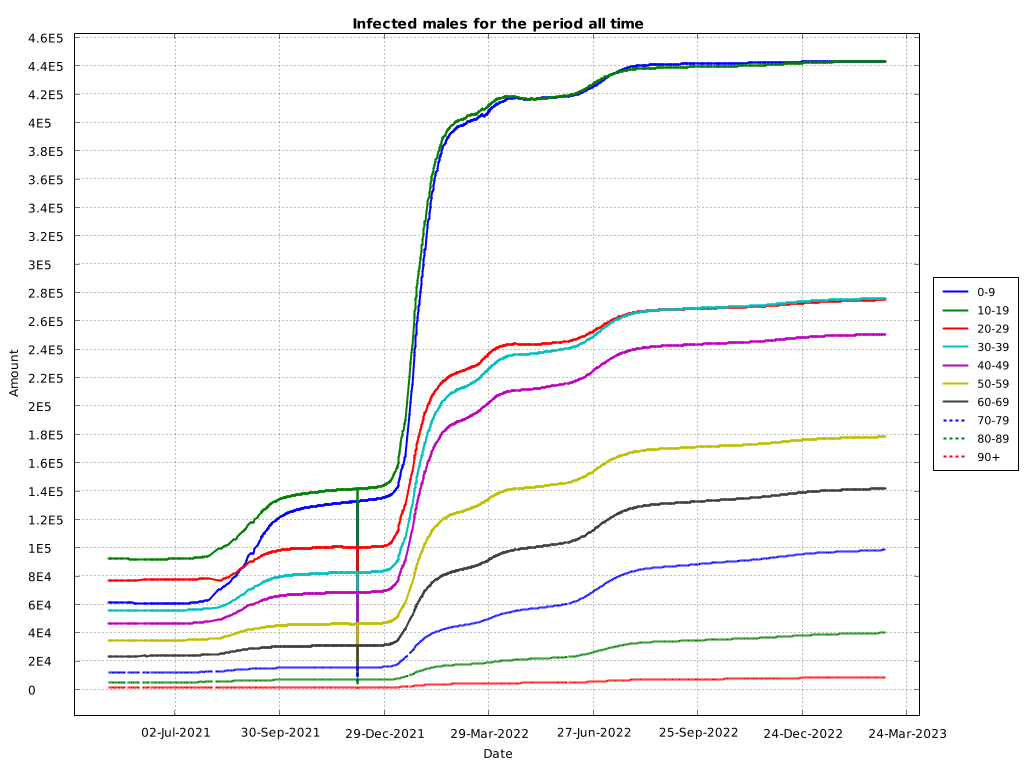 Infected males for the period all time
4.6E5
4.4E5
4.2E5
4E5
3.8E5
3.6E5
3.4E5
3.2E5
3E5
2.8E5
2.6E5
2.4E5
2.2E5
2E5
1.8E5
1.6E5
1.4E5
1.2E5
1E5
8E4
6E4
4E4
2E4
0
Amount
02-Jul-2021 30-Sep-2021 29-Dec-2021 29-Mar-2022 27-Jun-2022 25-Sep-2022 24-Dec-2022 24-Mar-2023
Date
0-9
10-19
20-29
30-39
40-49
50-59
60-69
70-79
80-89
90+